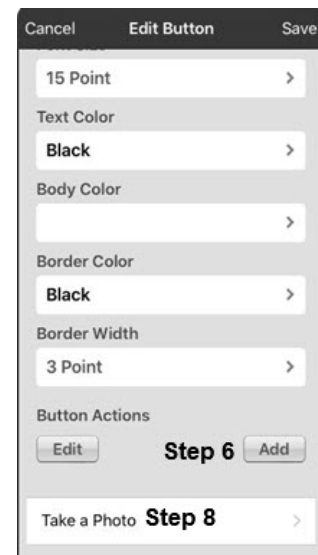 Cancel Edit Button Save
15 Point
Text Color
Black
Body Color
Border Color
Black
Border Width
3 Point
Button Actions
Edit Step 6 Add
Take a Photo Step 8